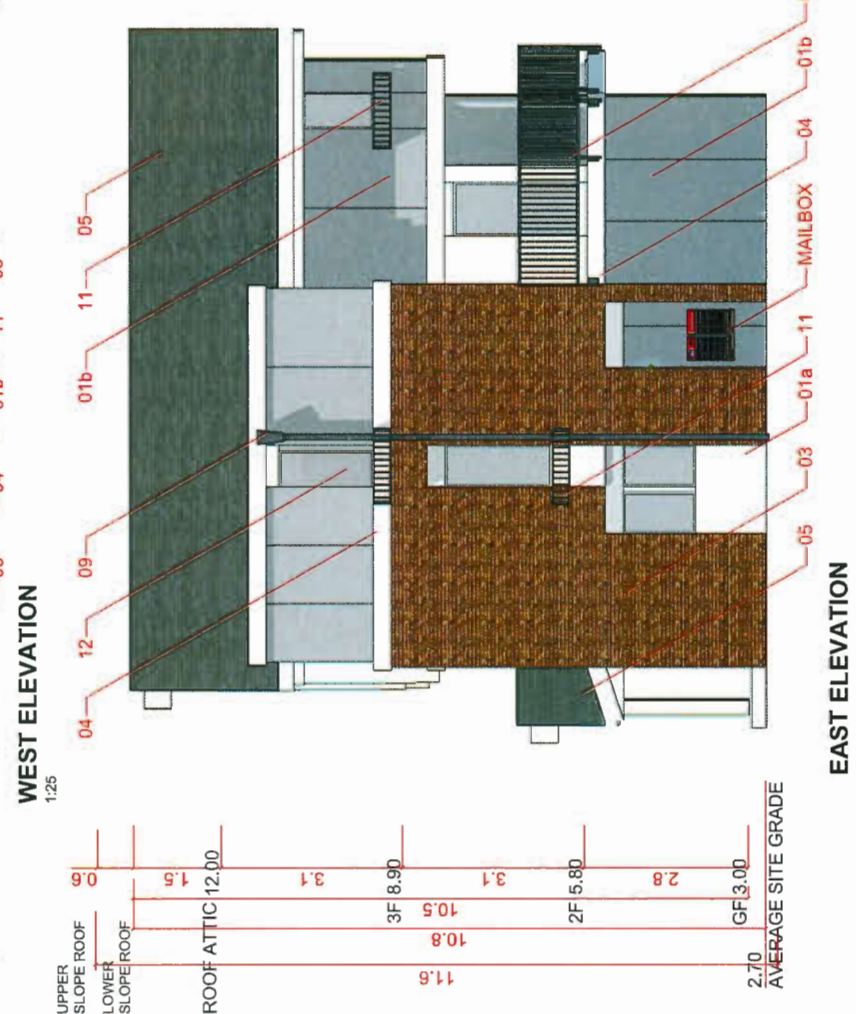 WEST ELEVATION
1:25
05
11
01b
09
12
04
01b
04
MAILBOX
11
01a
03
05
UPPER
SLOPE ROOF
LOWER
SLOPE ROOF
ROOF ATTIC 12.00
3F 8.90
2F 5.80
GF 3.00
2.70
AVERAGE SITE GRADE
0.6
1.5
3.1
3.1
2.8
10.5
10.8
11.6
EAST ELEVATION